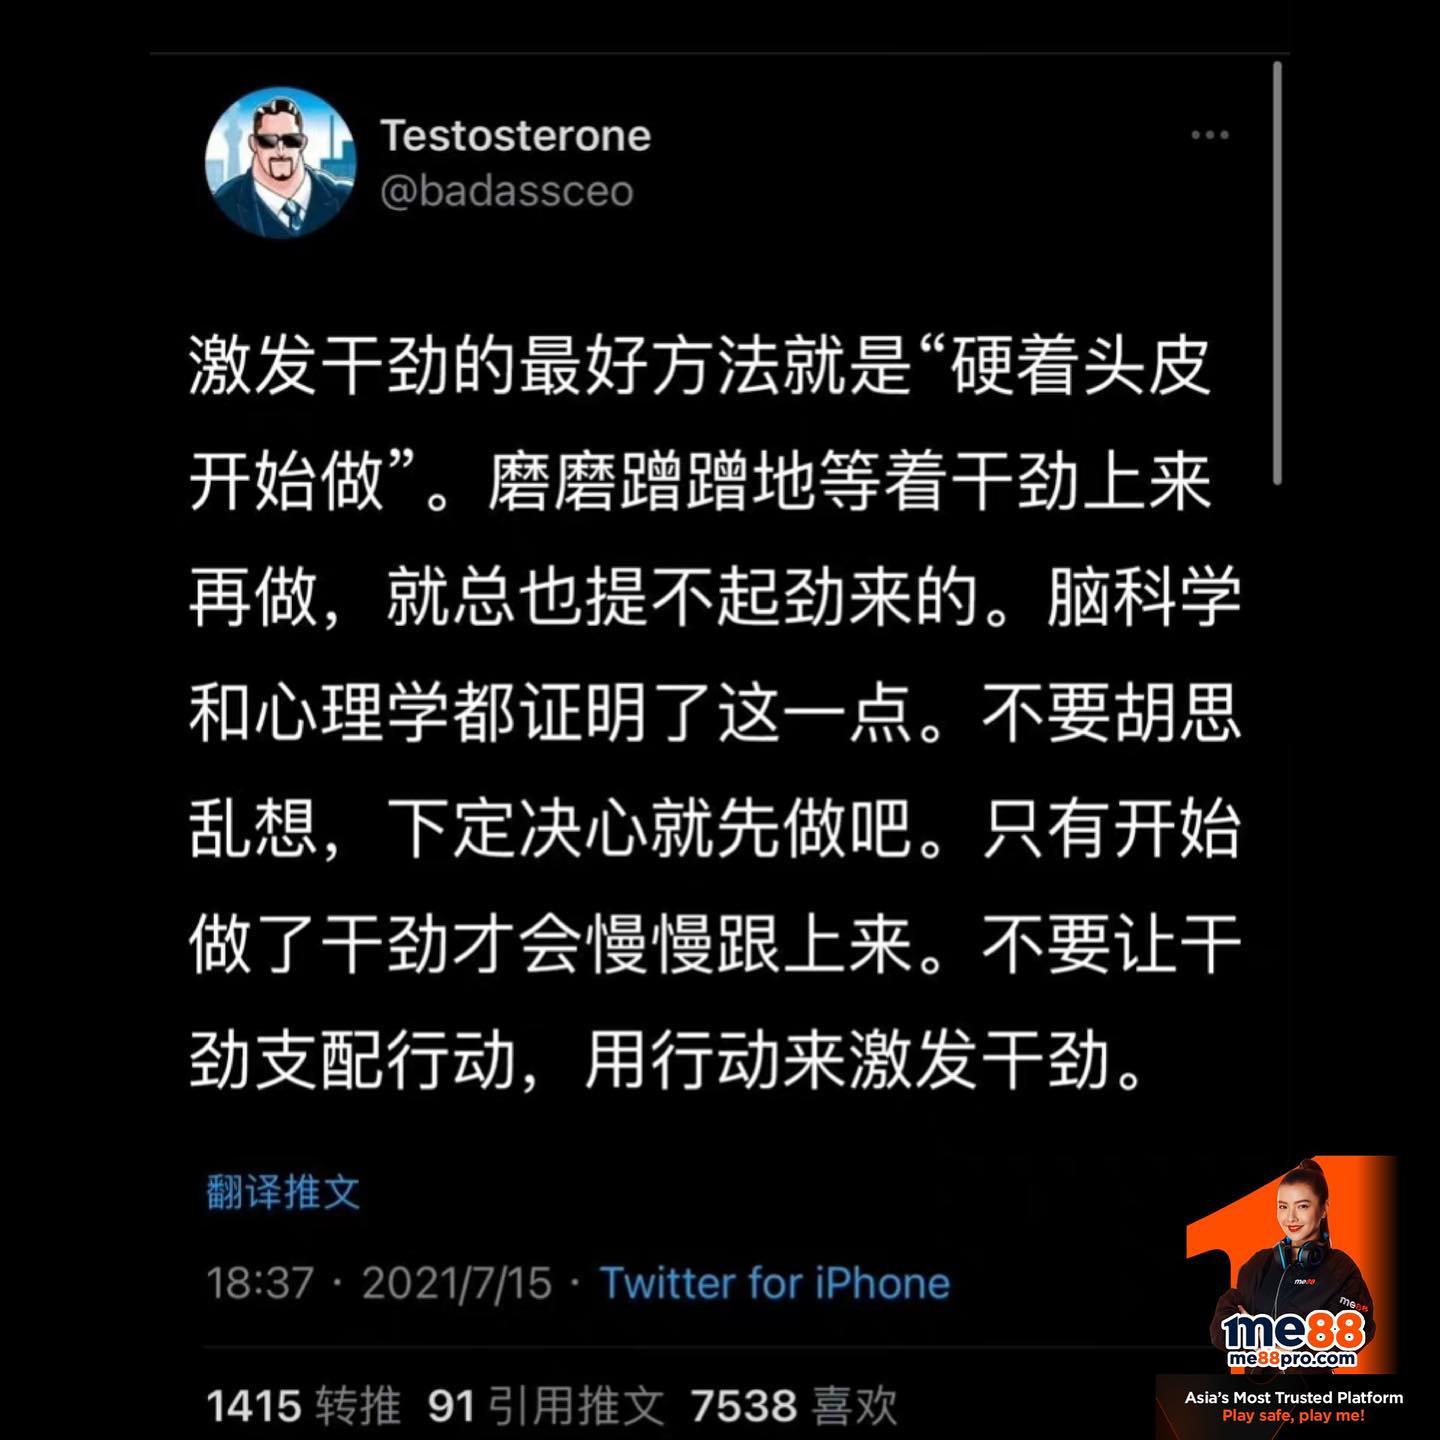 Testosterone
@badassceo
激发干劲的最好方法就是“硬着头皮
开始做”。磨磨蹭蹭地等着干劲上来
再做，就总也提不起劲来的。脑科学
和心理学都证明了这一点。不要胡思
乱想，下定决心就先做吧。只有开始
做了干劲才会慢慢跟上来。不要让干
劲支配行动，用行动来激发干劲。
翻译推文
18:37 · 2021/7/15 · Twitter for iPhone
1415 转推 91 引用推文 7538 喜欢
me88
me88
me88
me88pro.com
Asia's Most Trusted Platform
Play safe, play me!